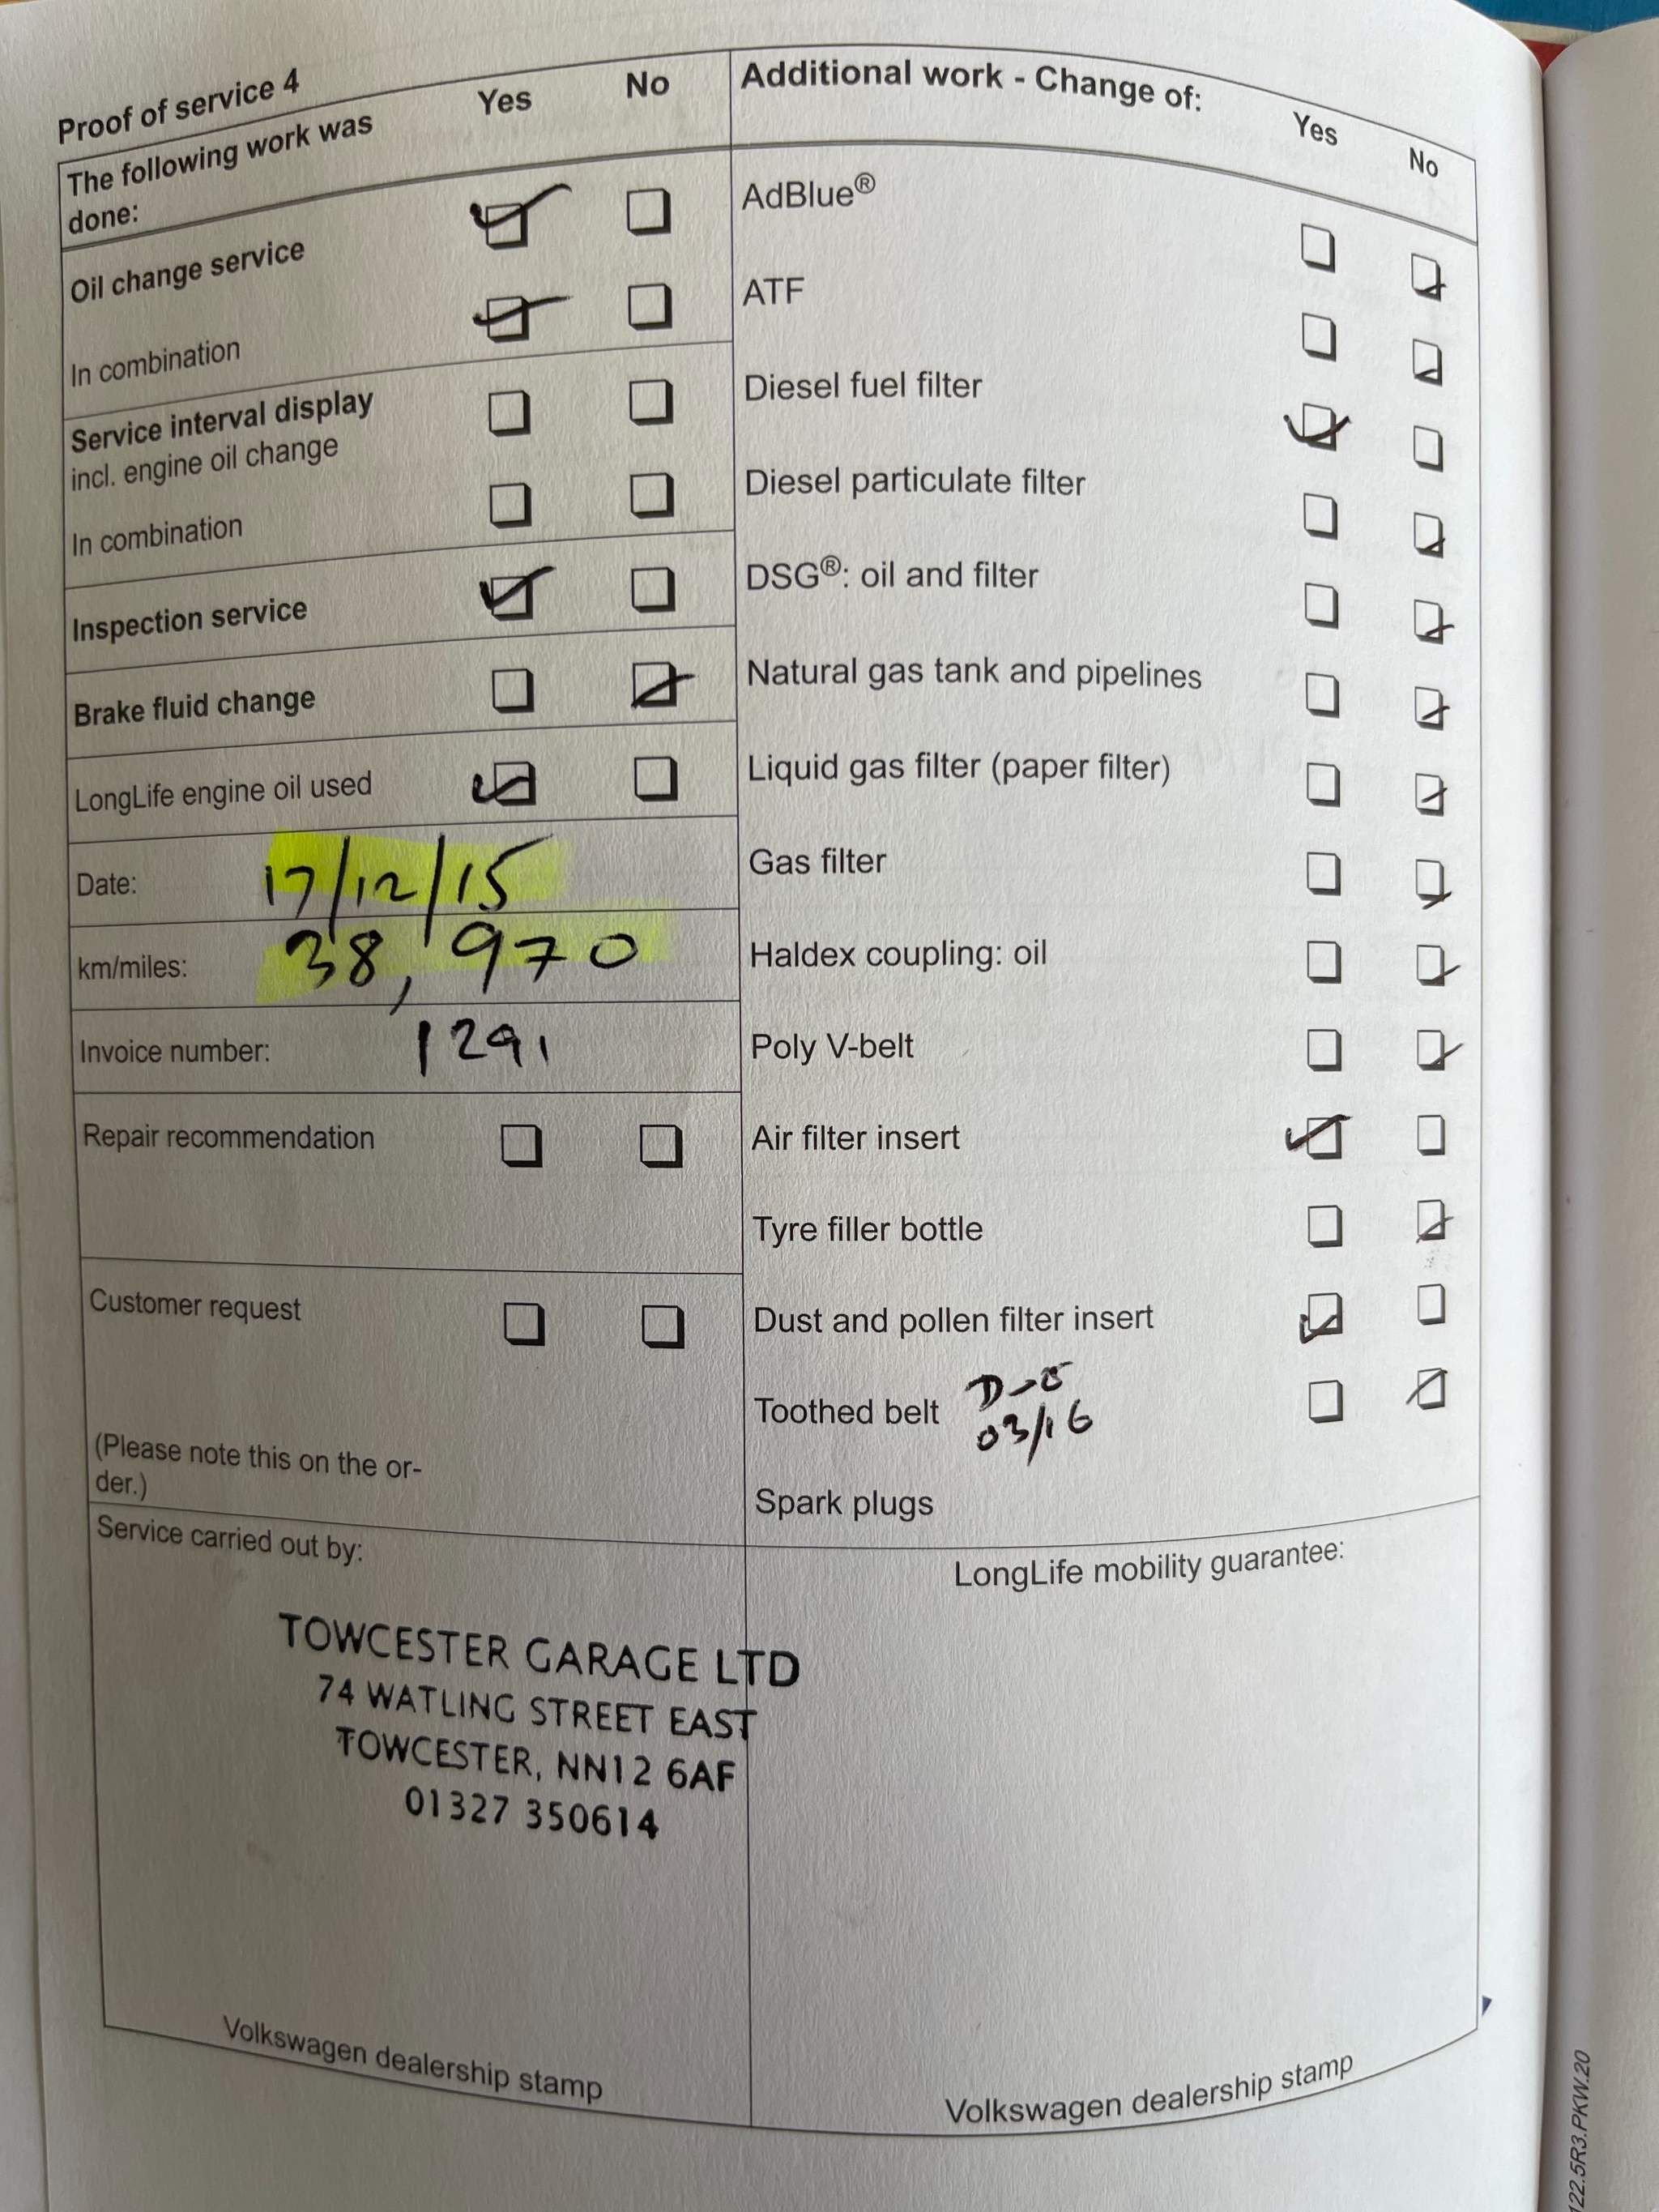 Proof of service 4
The following work was
done:
Yes
No
Oil change service
In combination
Service interval display
incl. engine oil change
In combination
Inspection service
Brake fluid change
LongLife engine oil used
Date: 17/12/15
km/miles: 38,970
Invoice number: 1291
Repair recommendation
Customer request
(Please note this on the or-
der.)
Additional work - Change of:
Yes
No
AdBlue®
ATF
Diesel fuel filter
Diesel particulate filter
DSG®: oil and filter
Natural gas tank and pipelines
Liquid gas filter (paper filter)
Gas filter
Haldex coupling: oil
Poly V-belt
Air filter insert
Tyre filler bottle
Dust and pollen filter insert
Toothed belt
03/16
Spark plugs
Service carried out by:
TOWCESTER GARAGE LTD
74 WATLING STREET EAST
TOWCESTER, NN12 6AF
01327 350614
Volkswagen dealership stamp
LongLife mobility guarantee:
Volkswagen dealership stamp
122.5R3.PKW.20